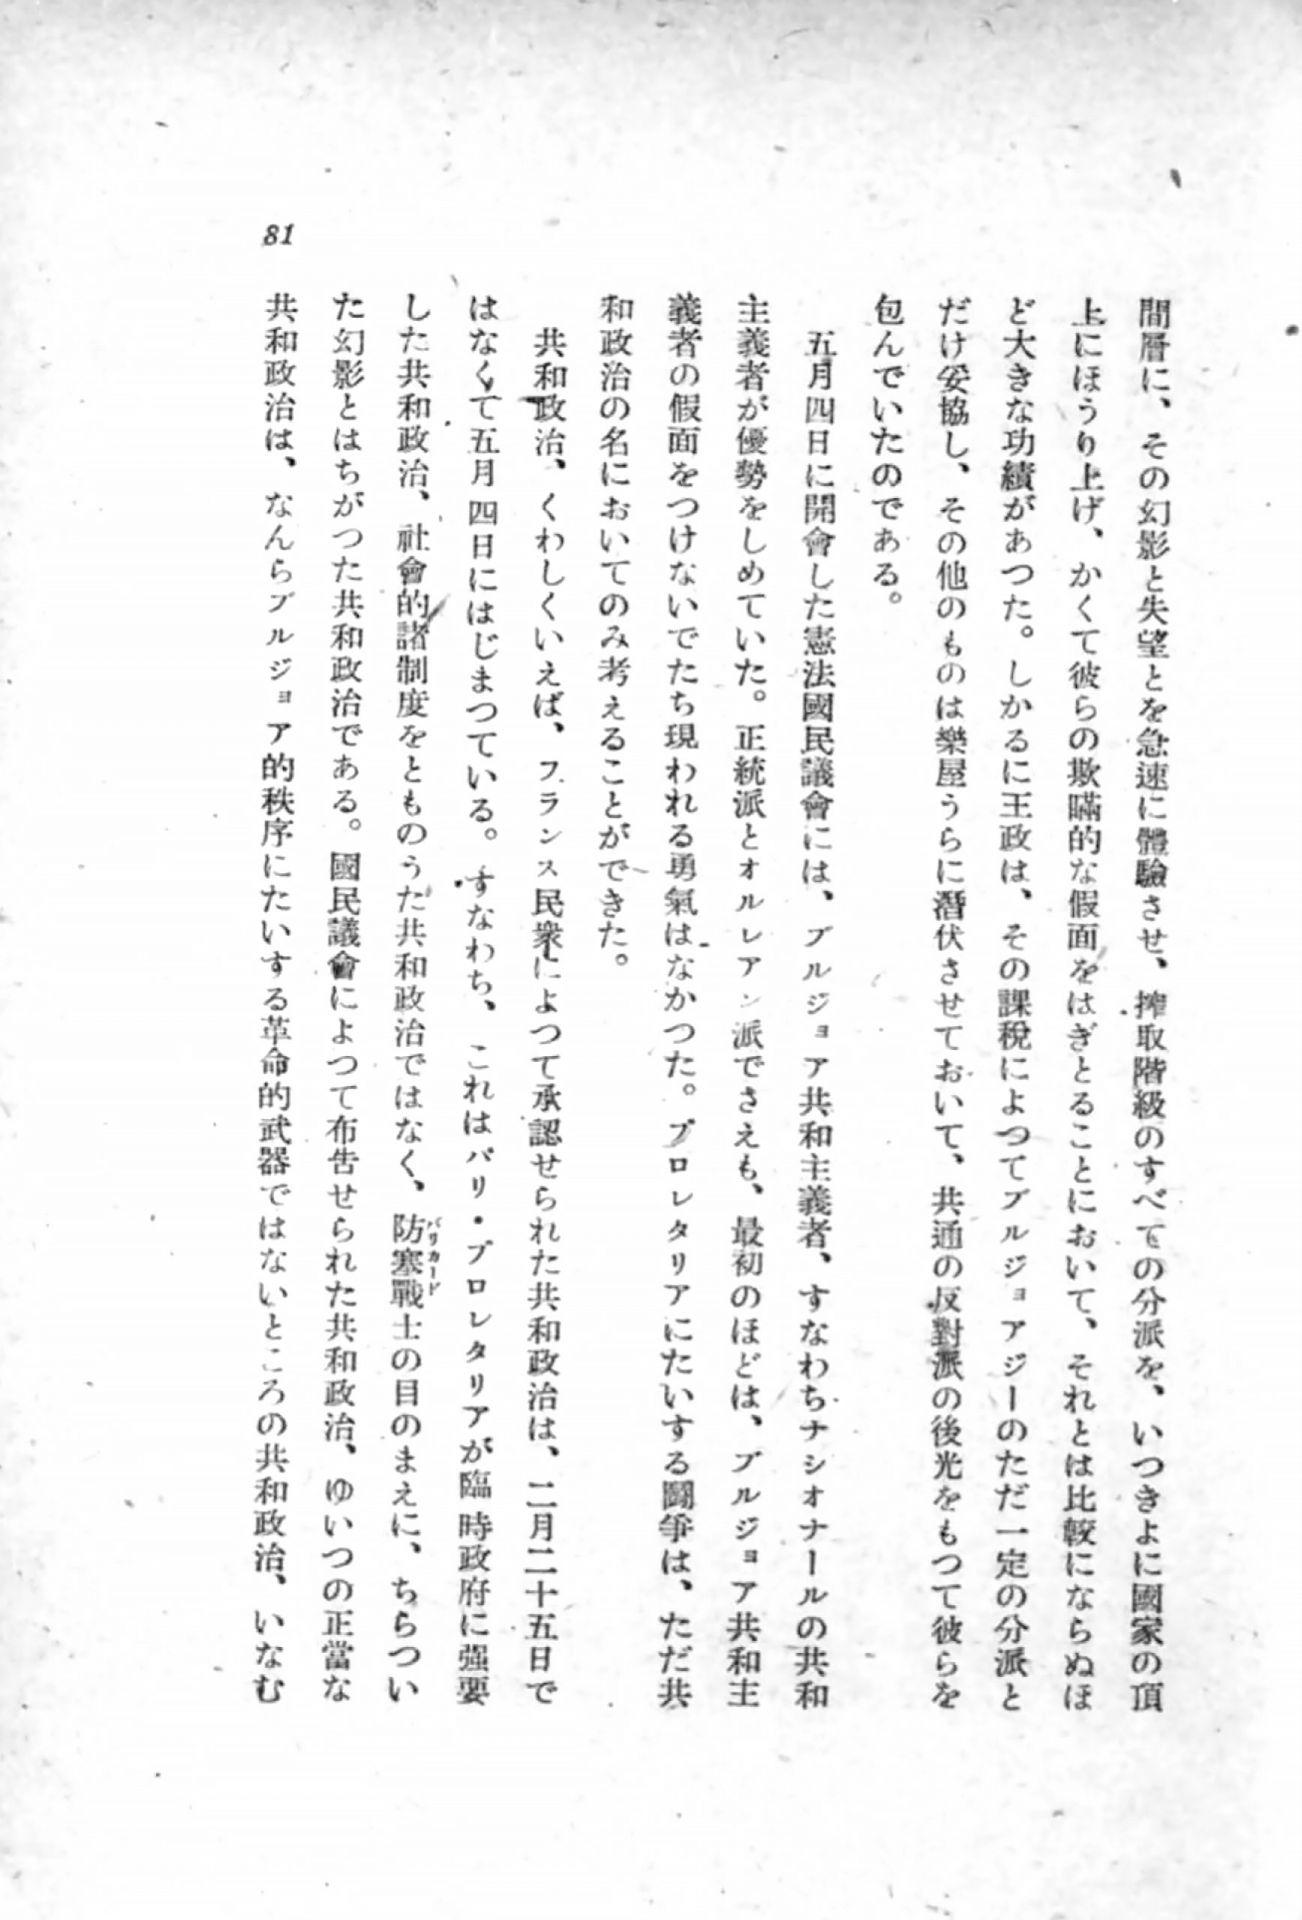 間層に、その幻影と失望とを急速に體驗させ、搾取階級のすべての分派を、いつきよに國家の頂
上にほうり上げ、かくて彼らの欺瞞的な假面をはぎとることにおいて、それとは比較にならぬほ
ど大きな功績があつた。しかるに王政は、その課稅によつてブルジョアジーのただ一定の分派と
だけ妥協し、その他のものは樂屋うらに潛伏させておいて、共通の反對派の後光をもつて彼らを
包んでいたのである。
五月四日に開會した憲法國民議會には、ブルジョア共和主義者、すなわちナシオナールの共和
主義者が優勢をしめていた。正統派とオルレアン派でさえも、最初のほどは、ブルジョア共和主
義者の假面をつけないでたち現われる勇氣はなかつた。プロレタリアにたいする鬪爭は、ただ共
和政治の名においてのみ考えることができた。
共和政治、くわしくいえば、フランス民衆によつて承認せられた共和政治は、二月二十五日で
はなくて五月四日にはじまつている。すなわち、これはパリ・プロレタリアが臨時政府に强要
した共和政治、社會的諸制度をとものうた共和政治ではなく、防塞戰士の目のまえに、ちらつい
バリカード
た幻影とはちがつた共和政治である。國民議會によつて布吿せられた共和政治、ゆいつの正當な
共和政治は、なんらブルジョア的秩序にたいする革命的武器ではないところの共和政治、いなむ
81